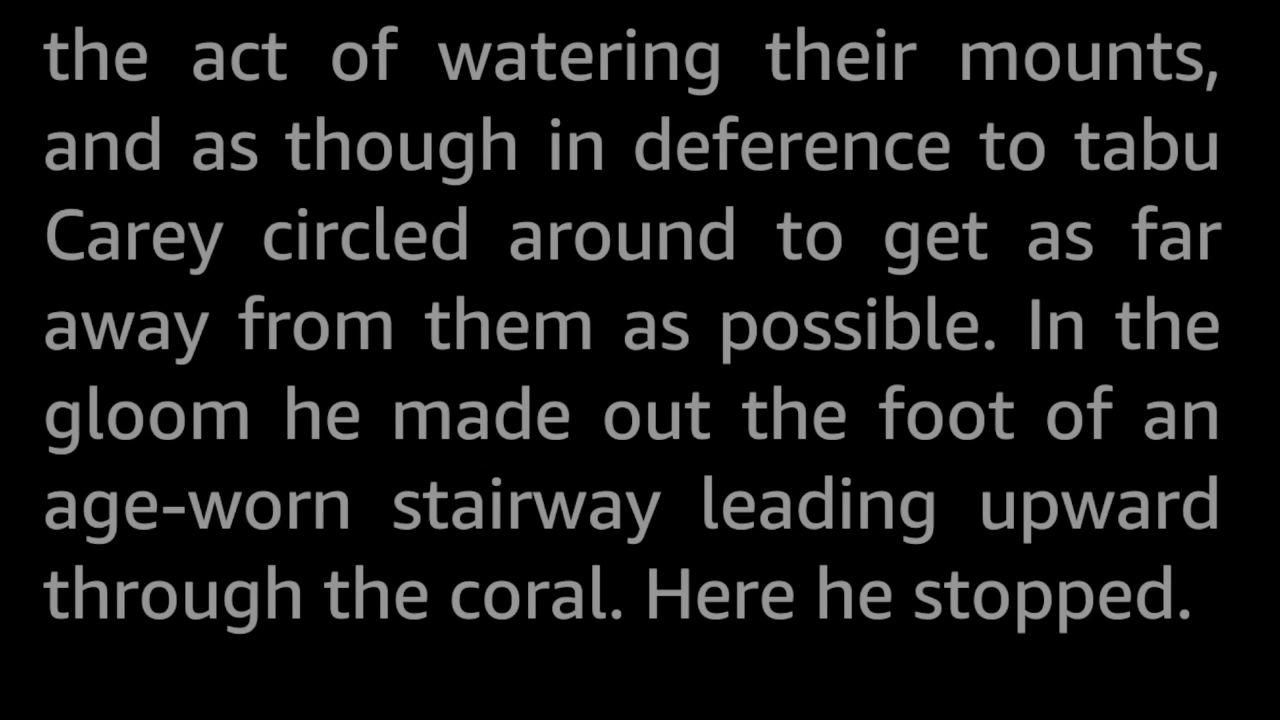 the act of watering their mounts,
and as though in deference to tabu
Carey circled around to get as far
away from them as possible. In the
gloom he made out the foot of an
age-worn stairway leading upward
through the coral. Here he stopped.